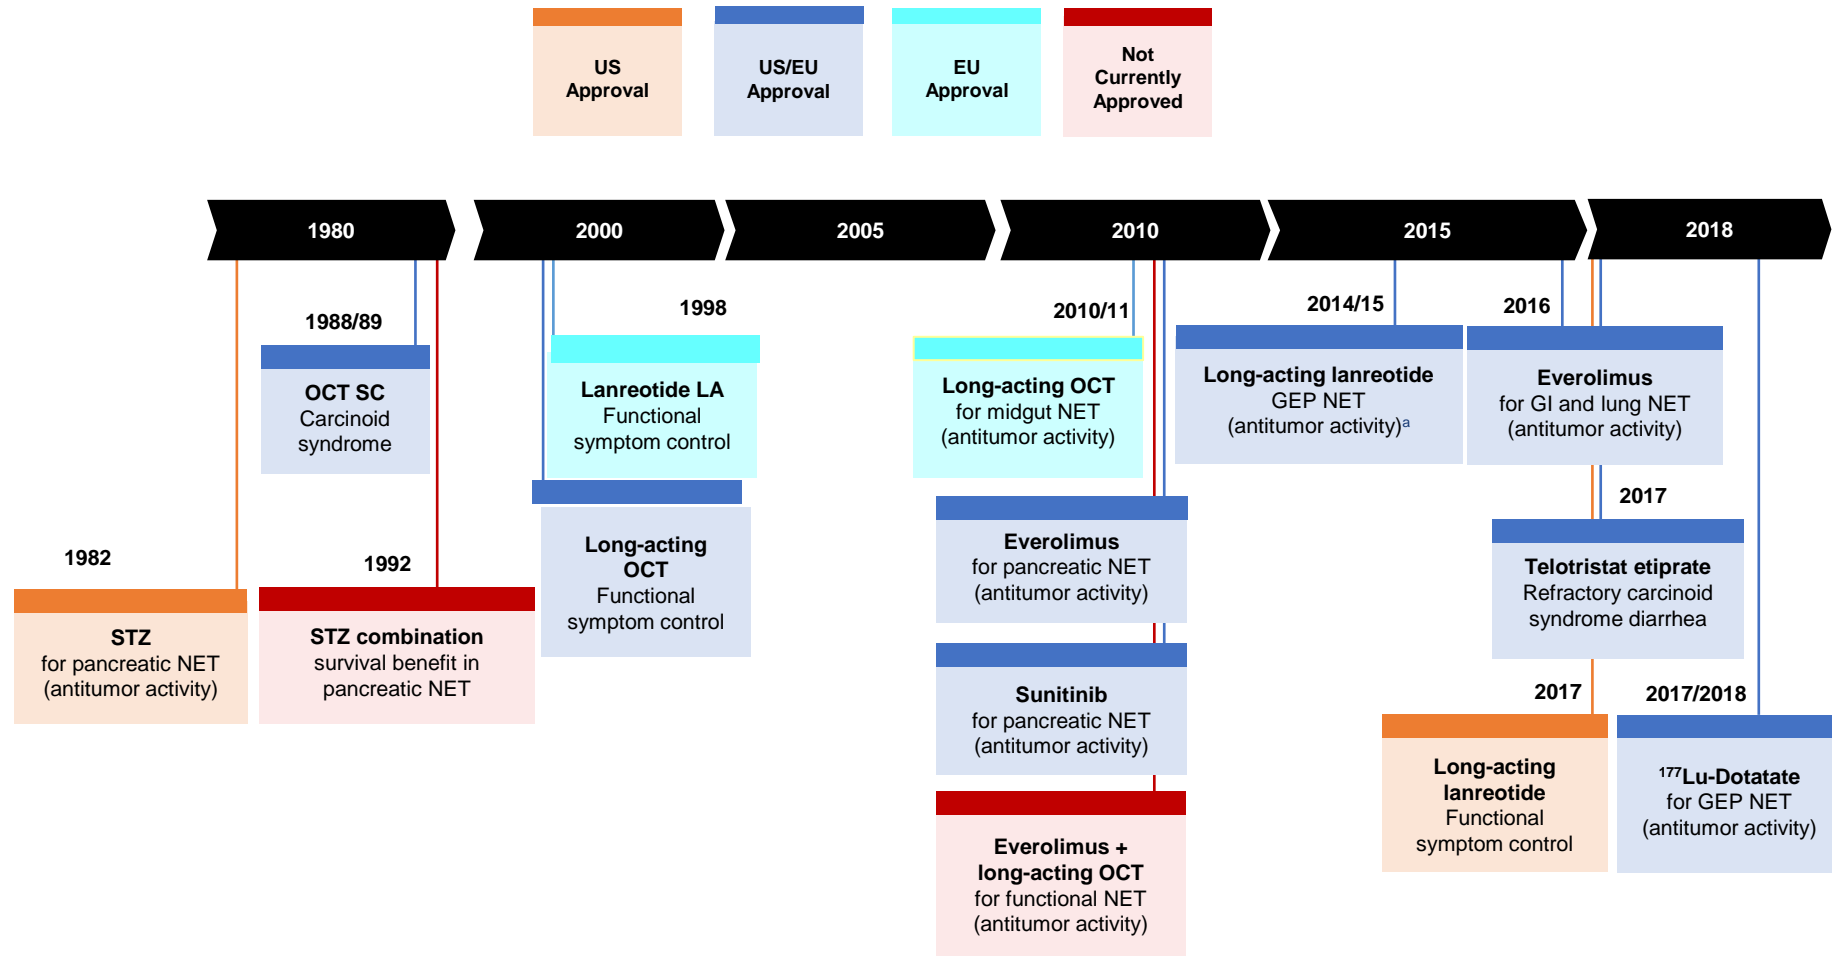 US
Approval
US/EU
Approval
EU
Approval
Not
Currently
Approved
1980
2000
2005
2010
2015
2018
1988/89
OCT SC
Carcinoid
syndrome
1982
STZ
for pancreatic NET
(antitumor activity)
1992
STZ combination
survival benefit in
pancreatic NET
1998
Lanreotide LA
Functional
symptom control
Long-acting
OCT
Functional
symptom control
2010/11
Long-acting OCT
for midgut NET
(antitumor activity)
Everolimus
for pancreatic NET
(antitumor activity)
Sunitinib
for pancreatic NET
(antitumor activity)
Everolimus +
long-acting OCT
for functional NET
(antitumor activity)
2014/15
Long-acting lanreotide
GEP NET
(antitumor activity)ᵃ
2016
Everolimus
for GI and lung NET
(antitumor activity)
2017
Telotristat etiprate
Refractory carcinoid
syndrome diarrhea
2017
Long-acting
lanreotide
Functional
symptom control
2017/2018
¹⁷⁷Lu-Dotatate
for GEP NET
(antitumor activity)